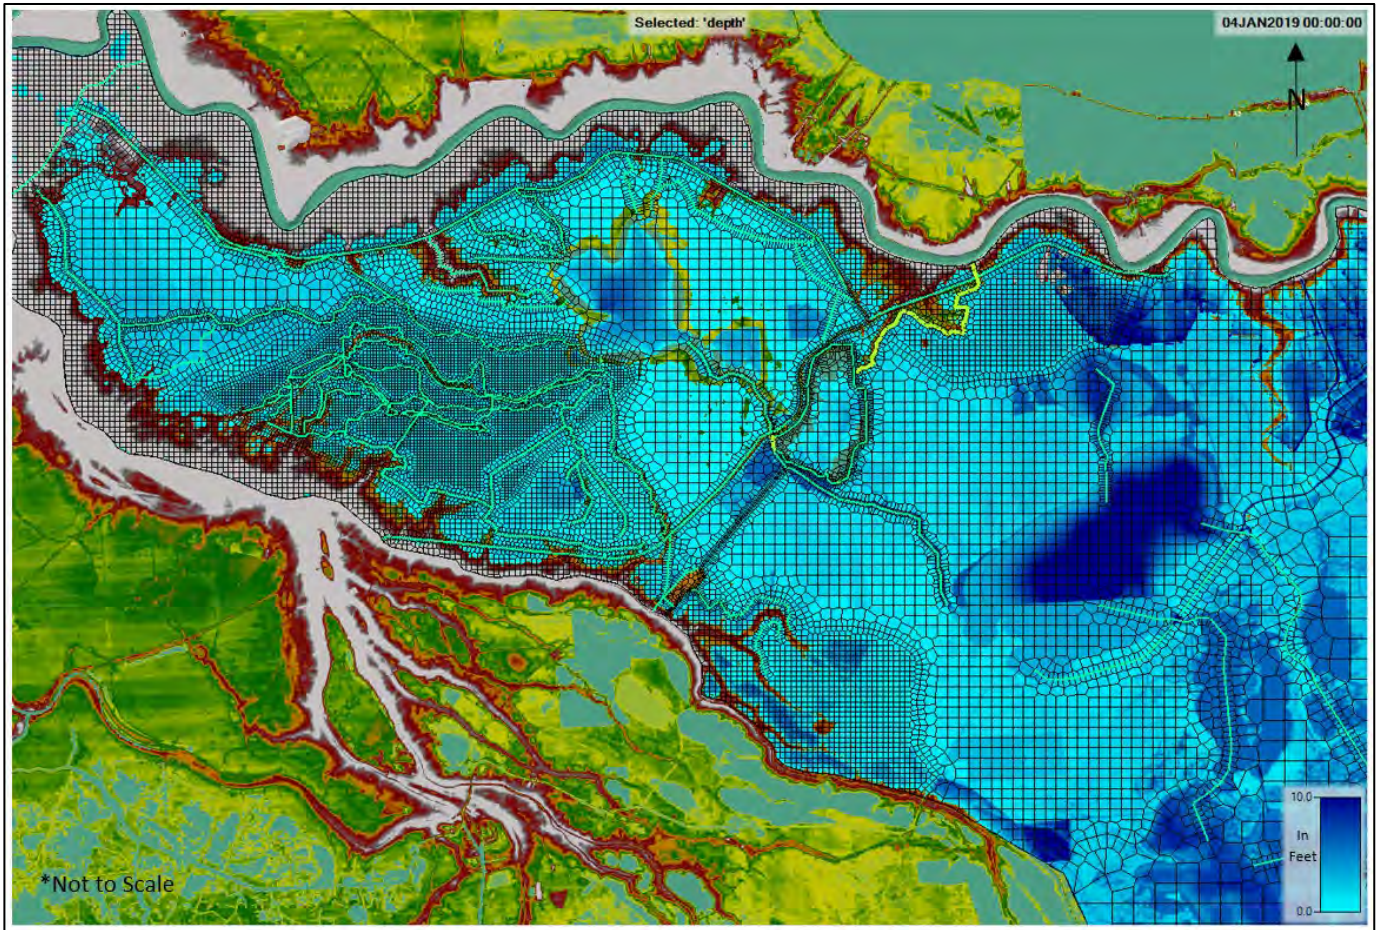 Selected: 'depth'
04JAN2019 00:00:00
N
10.0
In
Feet
0.0
*Not to Scale